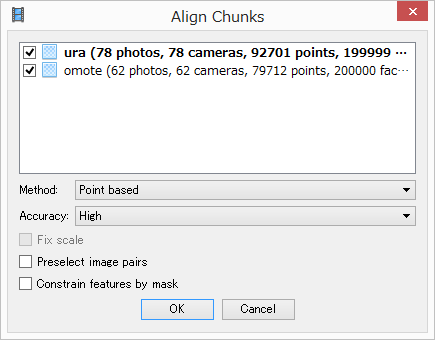 Align Chunks
ura (78 photos, 78 cameras, 92701 points, 199999 ···
omote (62 photos, 62 cameras, 79712 points, 200000 fac···
Method: Point based
Accuracy: High
Fix scale
Preselect image pairs
Constrain features by mask
OK Cancel